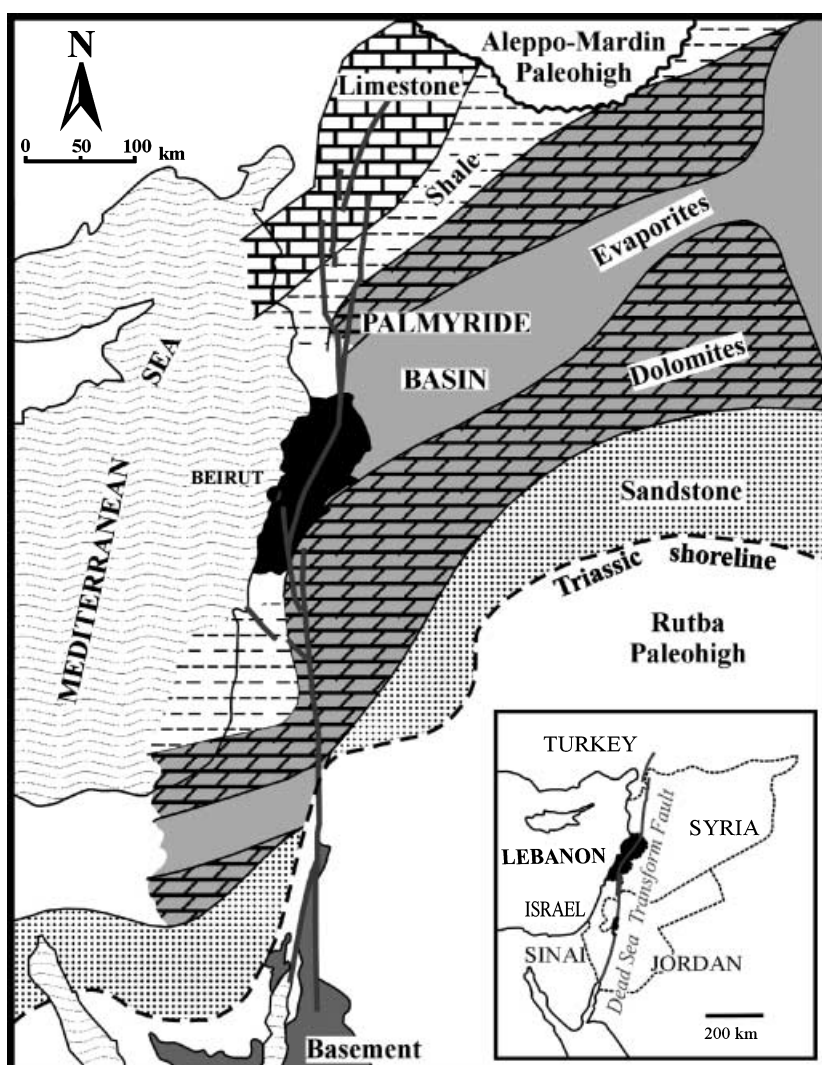 N
0 50 100 km
Aleppo-Mardin
Paleohigh
Limestone
Shale
Evaporites
PALMYRIDE
BASIN
Dolomites
MEDITERRANEAN
SEA
BEIRUT
Sandstone
Triassic shoreline
Rutba
Paleohigh
Basement
TURKEY
SYRIA
LEBANON
ISRAEL
SINAI
JORDAN
Dead Sea Transform Fault
200 km